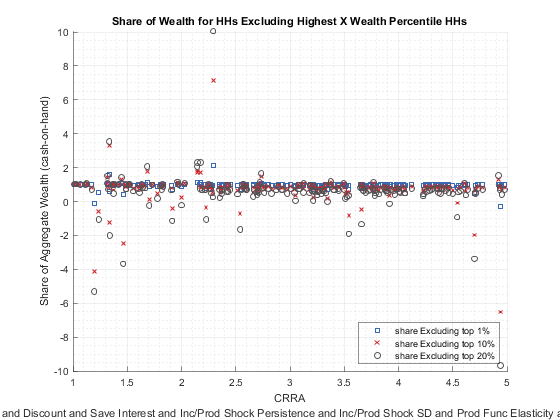 Share of Wealth for HHs Excluding Highest X Wealth Percentile HHs
10
8
6
4
2
0
-2
-4
-6
-8
-10
Share of Aggregate Wealth (cash-on-hand)
share Excluding top 1%
share Excluding top 10%
share Excluding top 20%
1 1.5 2 2.5 3 3.5 4 4.5 5
CRRA
and Discount and Save Interest and Inc/Prod Shock Persistence and Inc/Prod Shock SD and Prod Func Elasticity a